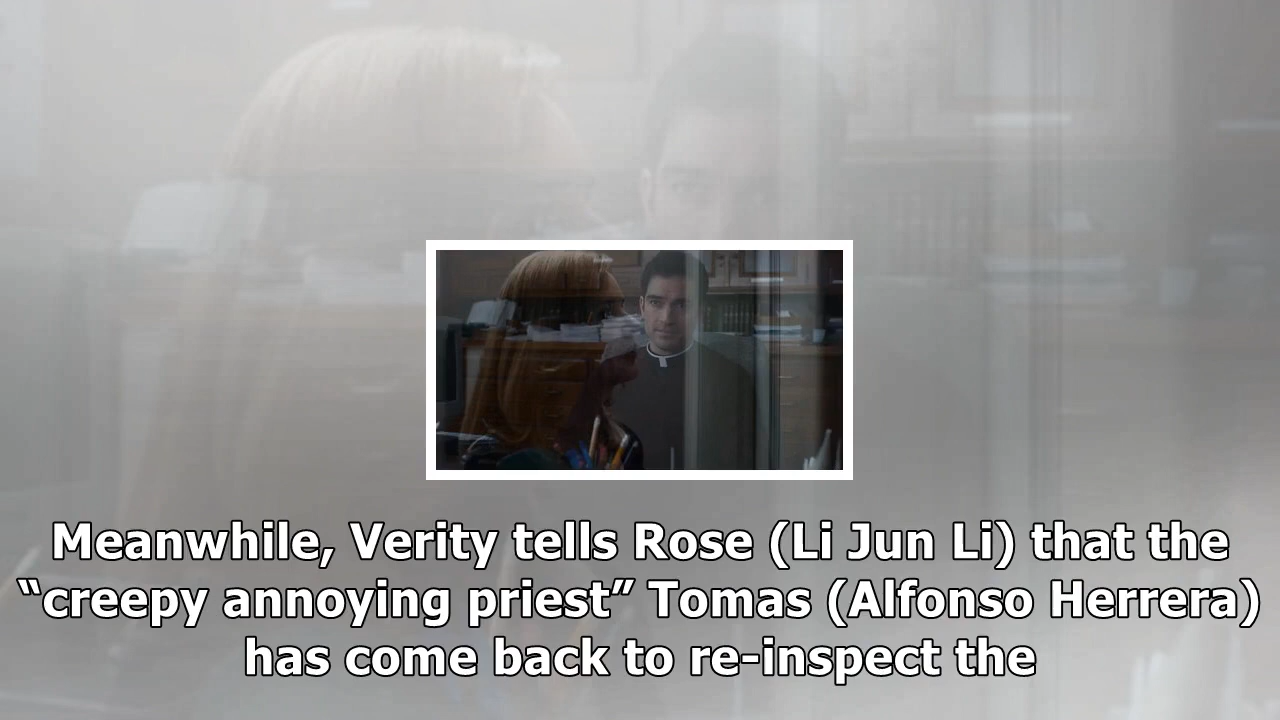 Meanwhile, Verity tells Rose (Li Jun Li) that the
“creepy annoying priest” Tomas (Alfonso Herrera)
has come back to re-inspect the